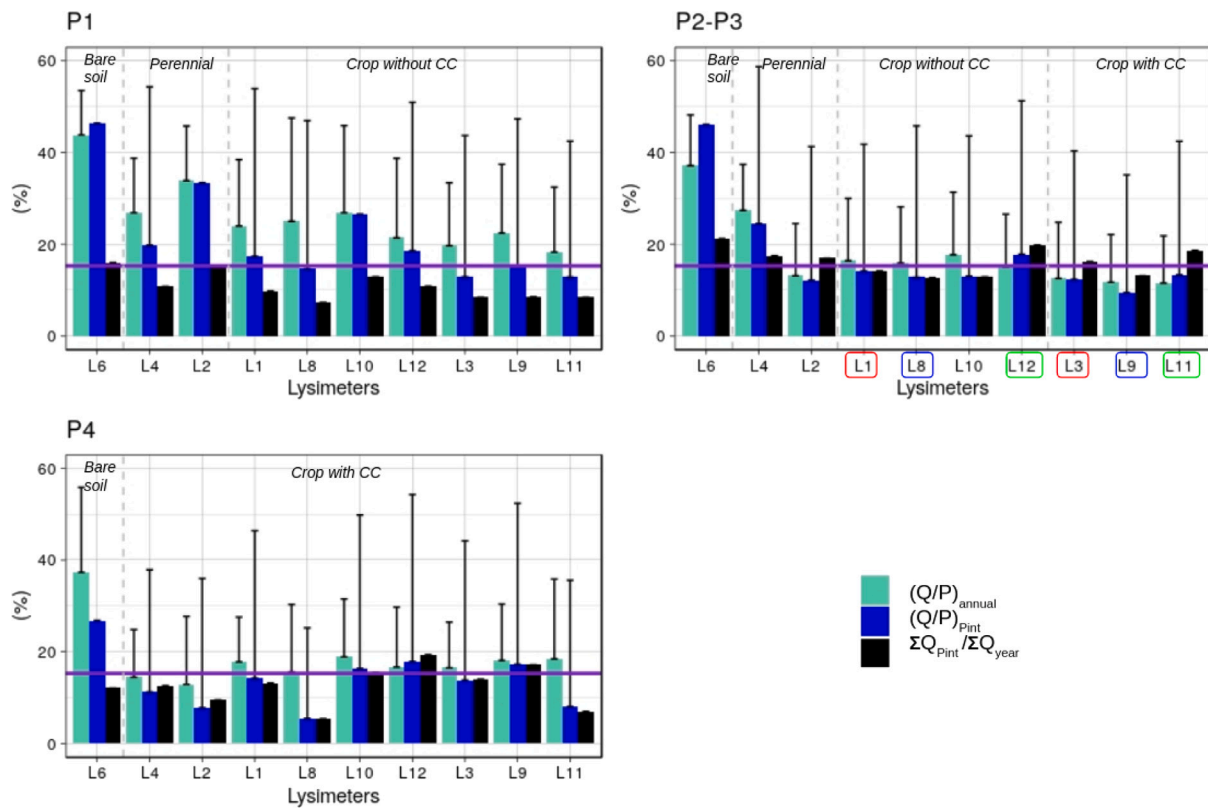 P1
Bare
soil
Perennial
Crop without CC
60
40
20
0
(%)
L6 L4 L2 L1 L8 L10 L12 L3 L9 L11
Lysimeters
P2-P3
Bare
soil
Perennial
Crop without CC
Crop with CC
60
40
20
0
(%)
L6 L4 L2 L1 L8 L10 L12 L3 L9 L11
Lysimeters
P4
Bare
soil
Crop with CC
60
40
20
0
(%)
L6 L4 L2 L1 L8 L10 L12 L3 L9 L11
Lysimeters
(Q/P)annual
(Q/P)Pint
ΣQPint /ΣQyear